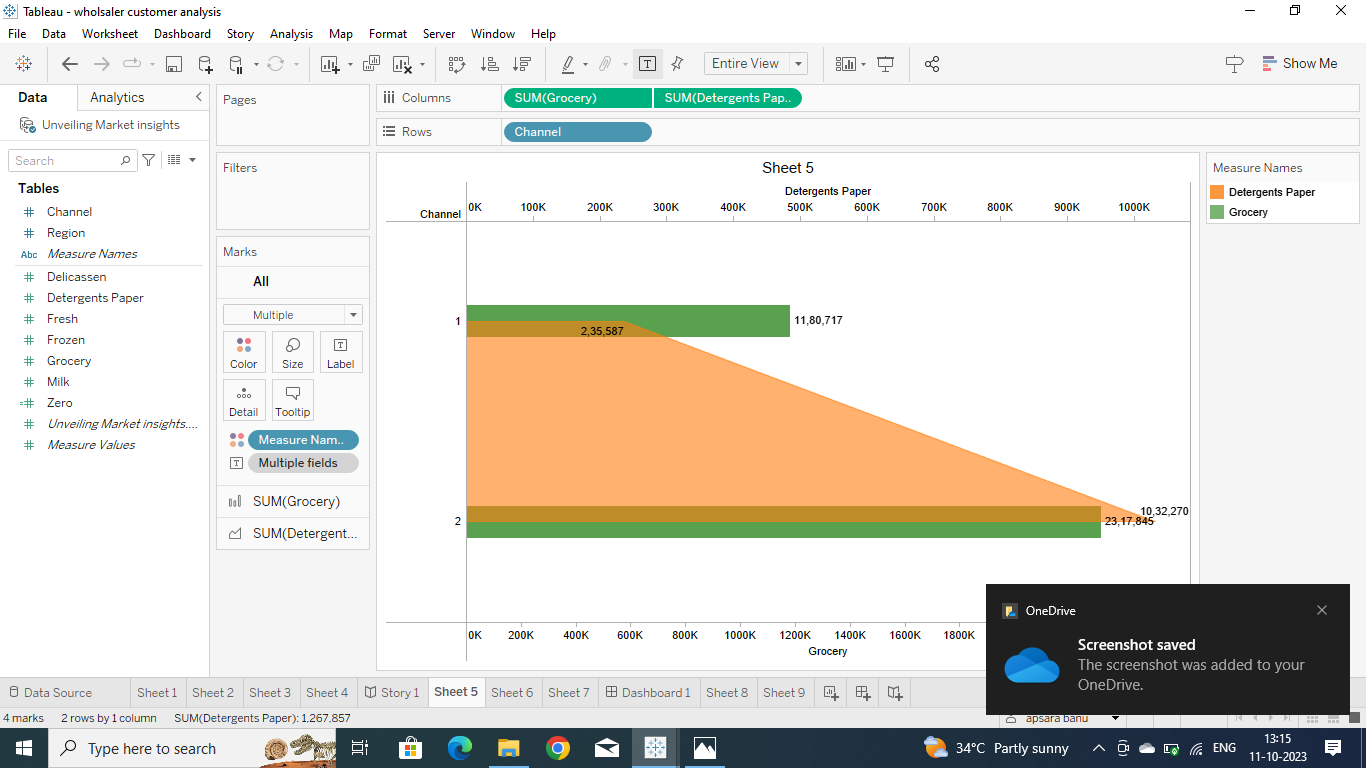 Tableau - wholsaler customer analysis
File Data Worksheet Dashboard Story Analysis Map Format Server Window Help
Entire View
Show Me
Data Analytics
Unveiling Market insights
Search
Tables
Channel
Region
Abc Measure Names
Delicassen
Detergents Paper
Fresh
Frozen
Grocery
Milk
Zero
Unveiling Market insights....
Measure Values
Pages
Filters
Marks
All
Multiple
Color Size Label
Detail Tooltip
Measure Nam..
Multiple fields
SUM(Grocery)
SUM(Detergent...
Columns SUM(Grocery) SUM(Detergents Pap..
Rows Channel
Sheet 5
Detergents Paper
Channel 0K 100K 200K 300K 400K 500K 600K 700K 800K 900K 1000K
1 11,80,717
2,35,587
10,32,270
2 23,17,845
0K 200K 400K 600K 800K 1000K 1200K 1400K 1600K 1800K
Grocery
Measure Names
Detergents Paper
Grocery
OneDrive
Screenshot saved
The screenshot was added to your
OneDrive.
Data Source Sheet 1 Sheet 2 Sheet 3 Sheet 4 Story 1 Sheet 5 Sheet 6 Sheet 7 Dashboard 1 Sheet 8 Sheet 9
4 marks 2 rows by 1 column SUM(Detergents Paper): 1,267,857
apsara banu
Type here to search
34°C Partly sunny
ENG
13:15
11-10-2023